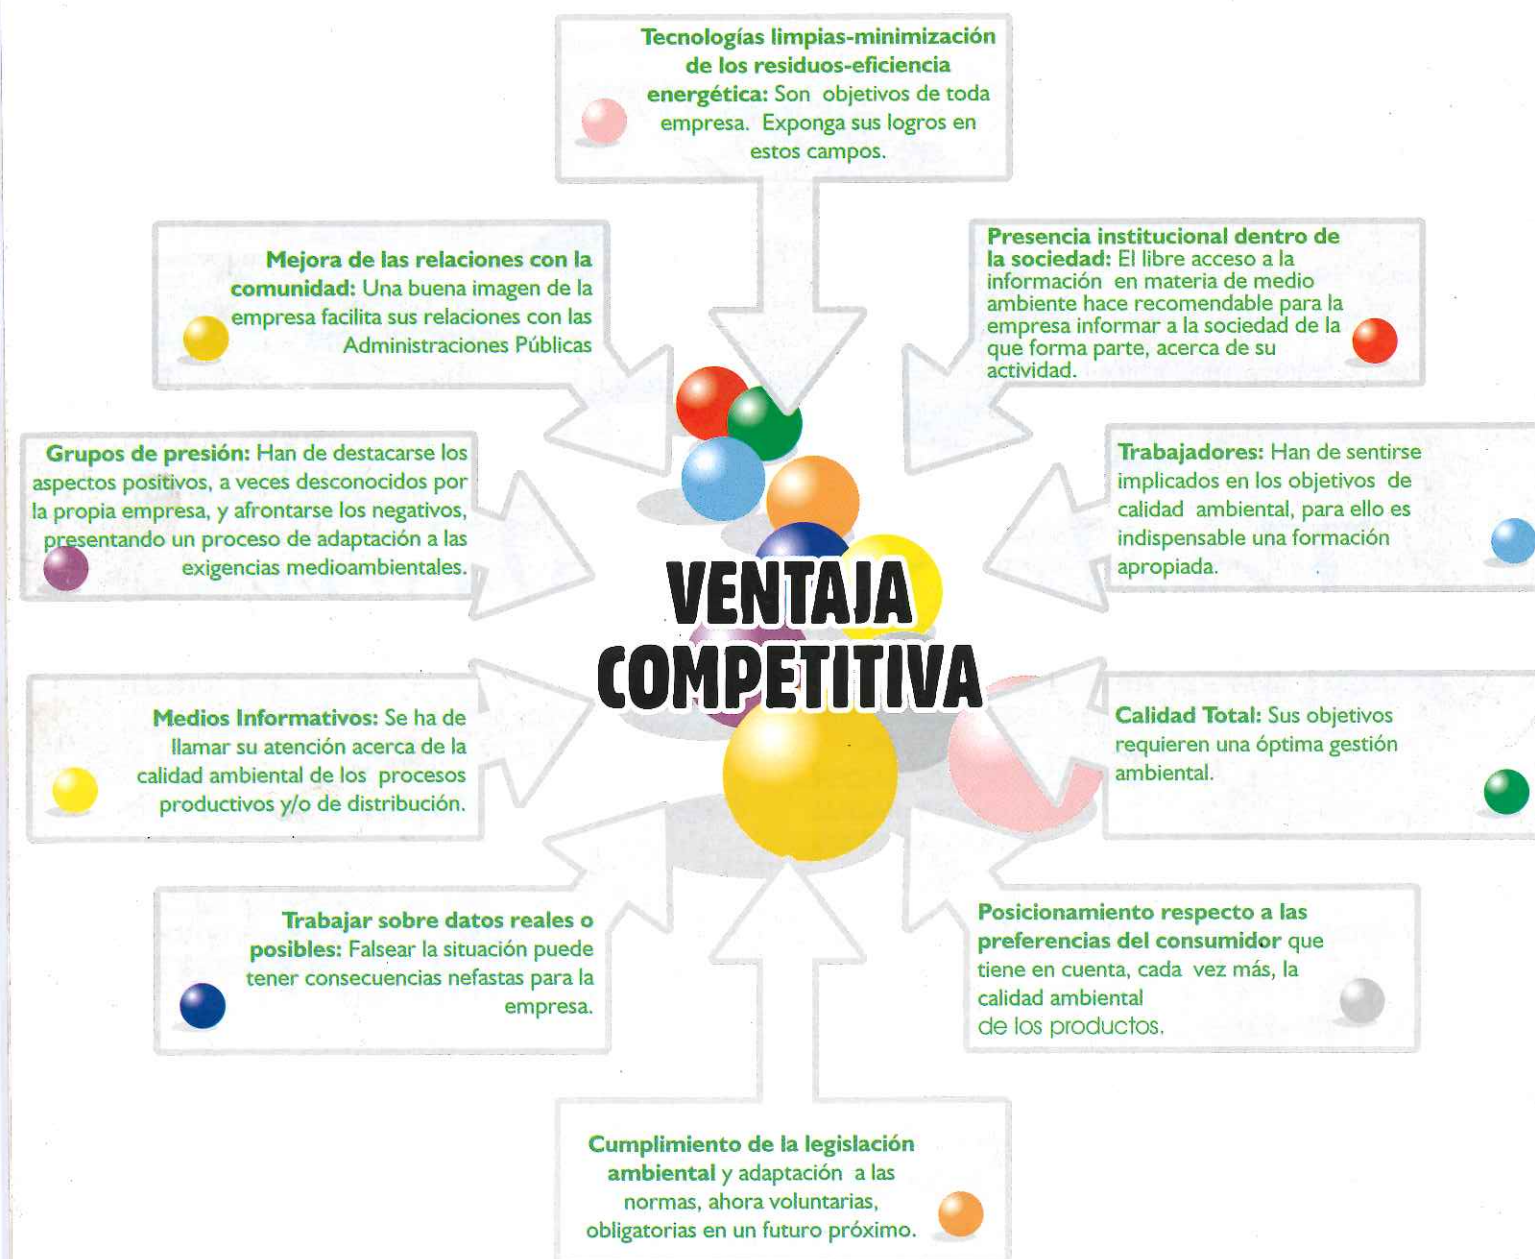 Tecnologías limpias-minimización
de los residuos-eficiencia
energética: Son objetivos de toda
empresa. Exponga sus logros en
estos campos.
Mejora de las relaciones con la
comunidad: Una buena imagen de la
empresa facilita sus relaciones con las
Administraciones Públicas
Presencia institucional dentro de
la sociedad: El libre acceso a la
información en materia de medio
ambiente hace recomendable para la
empresa informar a la sociedad de la
que forma parte, acerca de su
actividad.
Grupos de presión: Han de destacarse los
aspectos positivos, a veces desconocidos por
la propia empresa, y afrontarse los negativos,
presentando un proceso de adaptación a las
exigencias medioambientales.
Trabajadores: Han de sentirse
implicados en los objetivos de
calidad ambiental, para ello es
indispensable una formación
apropiada.
VENTAJA
COMPETITIVA
Medios Informativos: Se ha de
llamar su atención acerca de la
calidad ambiental de los procesos
productivos y/o de distribución.
Calidad Total: Sus objetivos
requieren una óptima gestión
ambiental.
Trabajar sobre datos reales o
posibles: Falsear la situación puede
tener consecuencias nefastas para la
empresa.
Posicionamiento respecto a las
preferencias del consumidor que
tiene en cuenta, cada vez más, la
calidad ambiental
de los productos.
Cumplimiento de la legislación
ambiental y adaptación a las
normas, ahora voluntarias,
obligatorias en un futuro próximo.